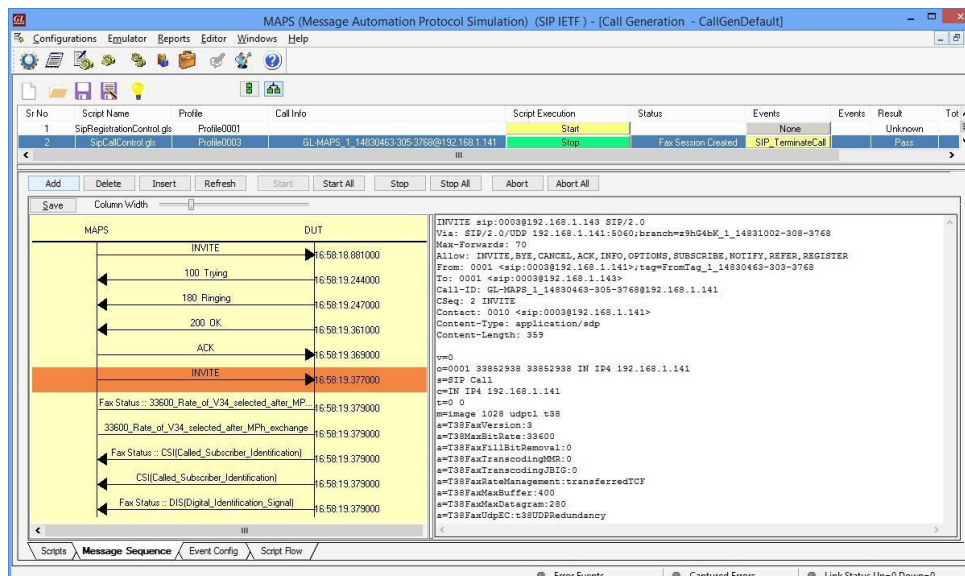 GL
MAPS (Message Automation Protocol Simulation) (SIP IETF ) - [Call Generation - CallGenDefault]
Configurations Emulator Reports Editor Windows Help
Sr No Script Name Profile Call Info Script Execution Status Events Events Result Tot
1 SipRegistrationControl.gls Profile0001 Start None Unknown
2 SipCallControl.gls Profile0003 GL-MAPS_1_14830463-305-3768@192.168.1.141 Stop Fax Session Created SIP_TerminateCall Pass
Add Delete Insert Refresh Start Start All Stop Stop All Abort Abort All
Save Column Width
MAPS DUT
INVITE
16:58:18.881000
100 Trying
16:58:19.244000
180 Ringing
16:58:19.247000
200 OK
16:58:19.361000
ACK
16:58:19.369000
INVITE
16:58:19.377000
Fax Status :: 33600_Rate_of_V34_selected_after_MP...
16:58:19.379000
33600_Rate_of_V34_selected_after_MPh_exchange
16:58:19.379000
Fax Status :: CSI(Called_Subscriber_Identification)
16:58:19.379000
CSI(Called_Subscriber_Identification)
16:58:19.379000
Fax Status :: DIS(Digital_Identification_Signal)
16:58:19.379000
INVITE sip:0003@192.168.1.143 SIP/2.0
Via: SIP/2.0/UDP 192.168.1.141:5060;branch=z9hG4bK_1_14831002-308-3768
Max-Forwards: 70
Allow: INVITE,BYE,CANCEL,ACK,INFO,OPTIONS,SUBSCRIBE,NOTIFY,REFER,REGISTER
From: 0001 <sip:0003@192.168.1.141>;tag=FromTag_1_14830463-303-3768
To: 0001 <sip:0003@192.168.1.143>
Call-ID: GL-MAPS_1_14830463-305-3768@192.168.1.141
CSeq: 2 INVITE
Contact: 0010 <sip:0003@192.168.1.141>
Content-Type: application/sdp
Content-Length: 359
v=0
o=0001 33852938 33852938 IN IP4 192.168.1.141
s=SIP Call
c=IN IP4 192.168.1.141
t=0 0
m=image 1028 udptl t38
a=T38FaxVersion:3
a=T38MaxBitRate:33600
a=T38FaxFillBitRemoval:0
a=T38FaxTranscodingMMR:0
a=T38FaxTranscodingJBIG:0
a=T38FaxRateManagement:transferredTCF
a=T38FaxMaxBuffer:400
a=T38FaxMaxDatagram:280
a=T38FaxUdpEC:t38UDPRedundancy
Scripts Message Sequence Event Config Script Flow
Error Events Captured Errors Link Status Up=0 Down=0